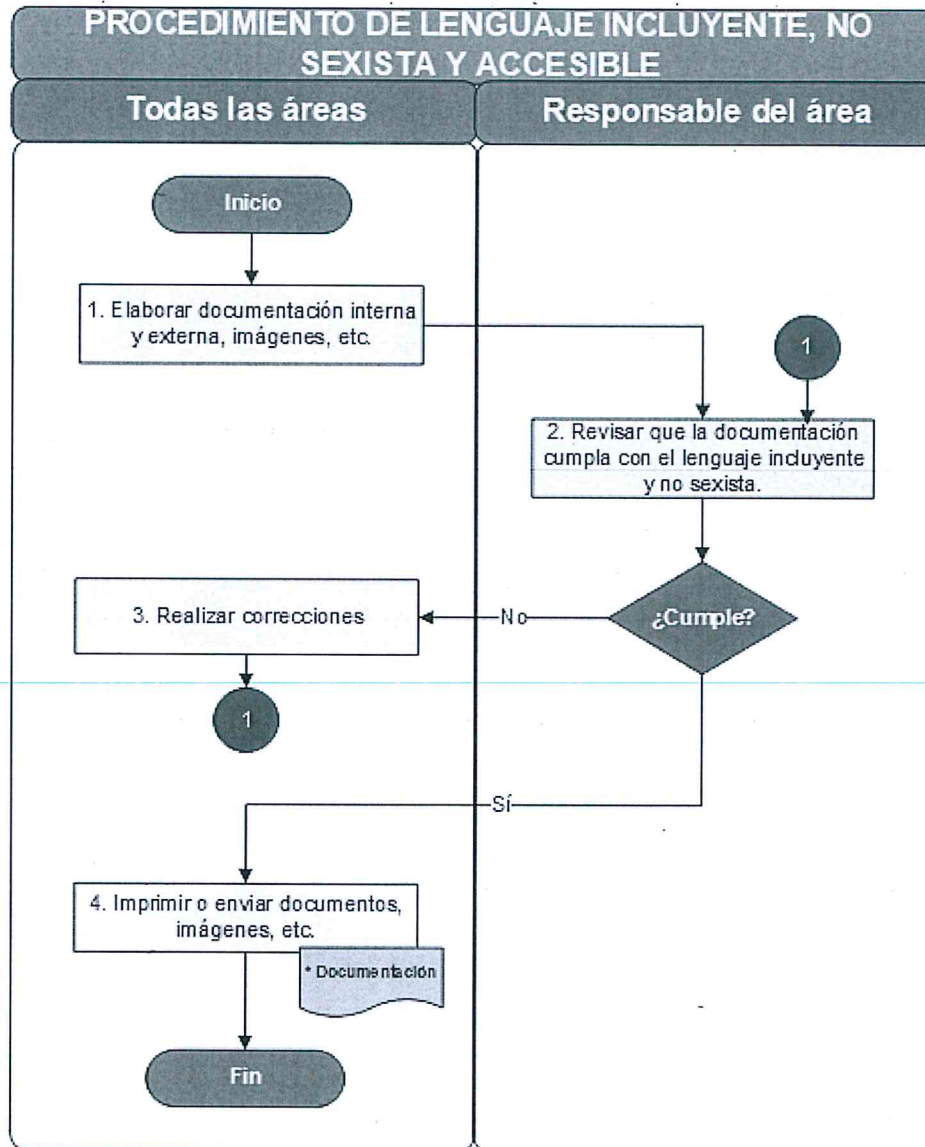 PROCEDIMIENTO DE LENGUAJE INCLUYENTE, NO
SEXISTA Y ACCESIBLE
Todas las áreas
Responsable del área
Inicio
1. Elaborar documentación interna
y externa, imágenes, etc.
1
2. Revisar que la documentación
cumpla con el lenguaje incluyente
y no sexista.
¿Cumple?
No
3. Realizar correcciones
1
Sí
4. Imprimir o enviar documentos,
imágenes, etc.
* Documentación
Fin